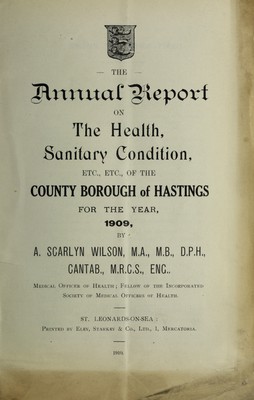 — THE —
Annual Report
ON
The Health,
Sanitary Condition,
ETC., ETC., OF THE
COUNTY BOROUGH of HASTINGS
FOR THE YEAR,
1909,
BY
A. SCARLYN WILSON, M.A., M.B., D.P.H.,
CANTAB., M.R.C.S., ENG..
MEDICAL OFFICER OF HEALTH; FELLOW OF THE INCORPORATED
SOCIETY OF MEDICAL OFFICERS OF HEALTH.
ST. LEONARDS-ON-SEA:
PRINTED BY KING, & CO., LTD., 1, MERCATORIA.